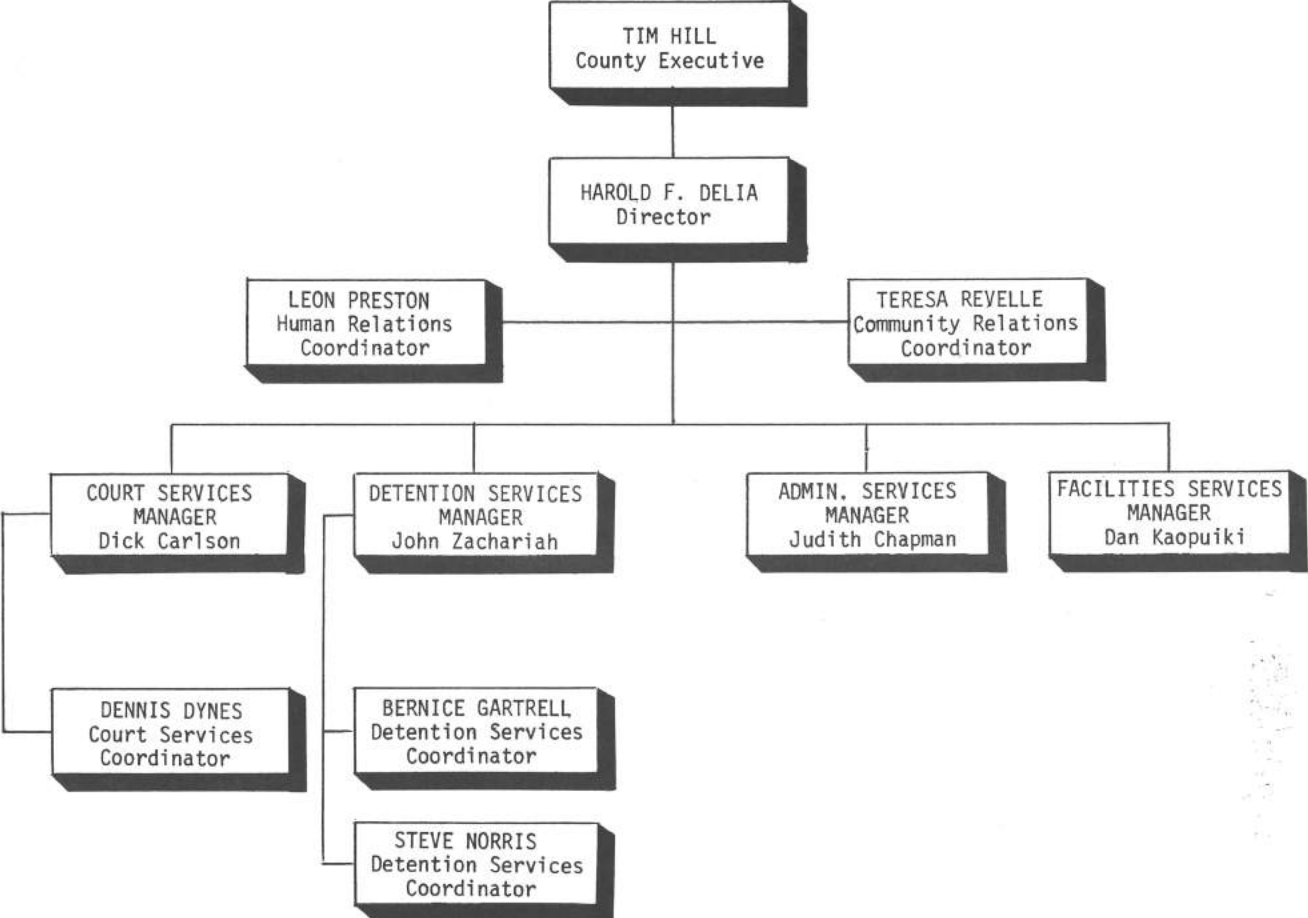 TIM HILL
County Executive
HAROLD F. DELIA
Director
LEON PRESTON
Human Relations
Coordinator
TERESA REVELLE
Community Relations
Coordinator
COURT SERVICES
MANAGER
Dick Carlson
DETENTION SERVICES
MANAGER
John Zachariah
ADMIN. SERVICES
MANAGER
Judith Chapman
FACILITIES SERVICES
MANAGER
Dan Kaopuiki
DENNIS DYNES
Court Services
Coordinator
BERNICE GARTRELL
Detention Services
Coordinator
STEVE NORRIS
Detention Services
Coordinator